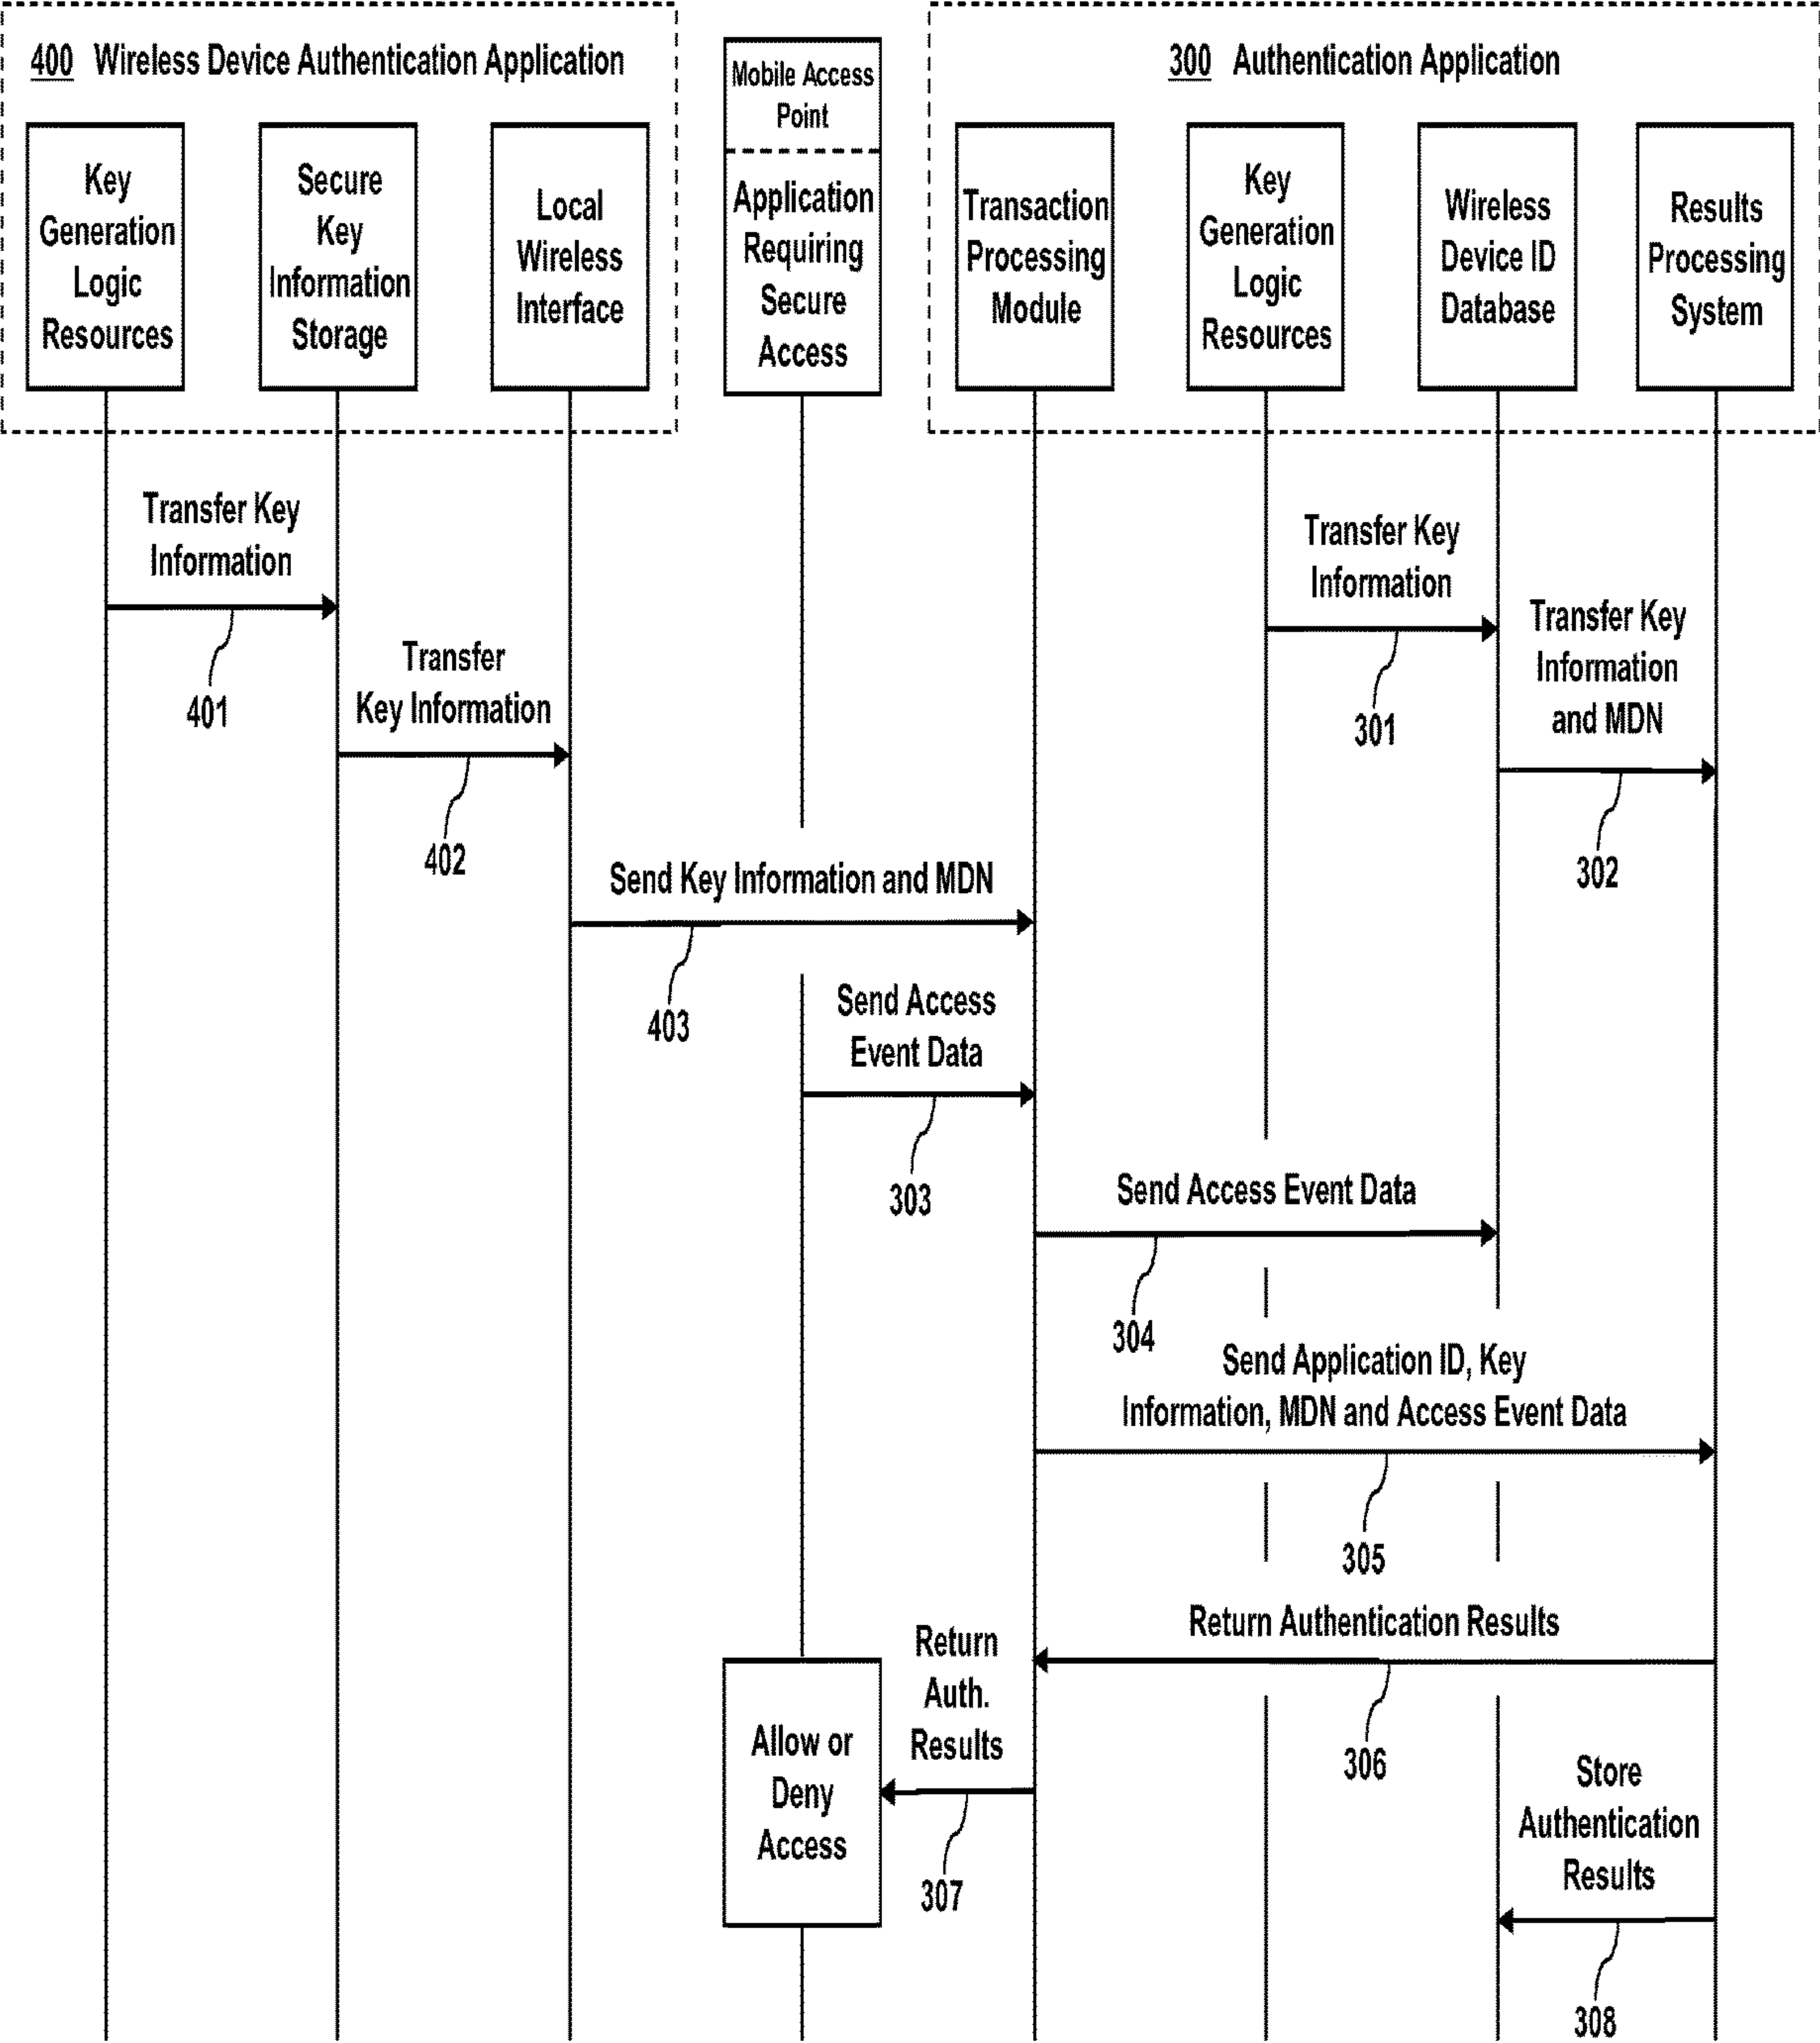 400 Wireless Device Authentication Application
300 Authentication Application
Key
Generation
Logic
Resources
Secure
Key
Information
Storage
Local
Wireless
Interface
Mobile Access
Point
Application
Requiring
Secure
Access
Transaction
Processing
Module
Key
Generation
Logic
Resources
Wireless
Device ID
Database
Results
Processing
System
Transfer Key
Information
401
Transfer
Key Information
402
Transfer Key
Information
301
Transfer Key
Information
and MDN
302
Send Key Information and MDN
403
Send Access
Event Data
303
Send Access Event Data
304
Send Application ID, Key
Information, MDN and Access Event Data
305
Return Authentication Results
306
Return
Auth.
Results
307
Allow or
Deny
Access
Store
Authentication
Results
308